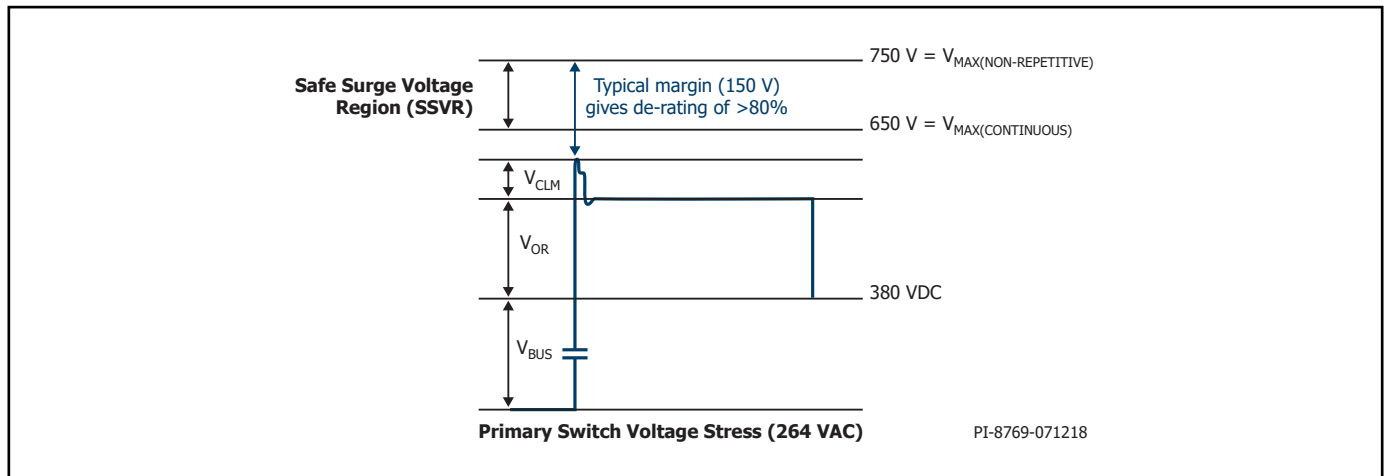 750 V = VMAX(NON-REPETITIVE)
Safe Surge Voltage
Region (SSVR)
Typical margin (150 V)
gives de-rating of >80%
650 V = VMAX(CONTINUOUS)
VCLM
VOR
380 VDC
VBUS
Primary Switch Voltage Stress (264 VAC)
PI-8769-071218